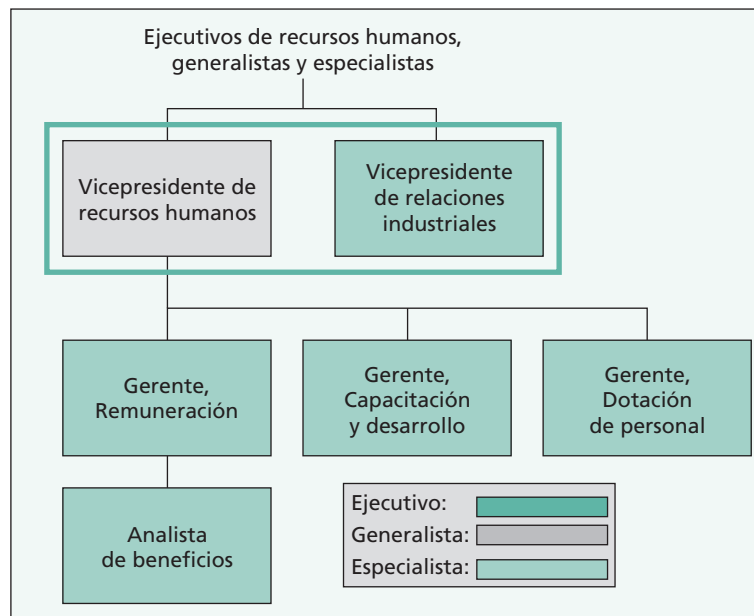 Ejecutivos de recursos humanos,
generalistas y especialistas
Vicepresidente de
recursos humanos
Vicepresidente
de relaciones
industriales
Gerente,
Remuneración
Gerente,
Capacitación
y desarrollo
Gerente,
Dotación
de personal
Analista
de beneficios
Ejecutivo:
Generalista:
Especialista: